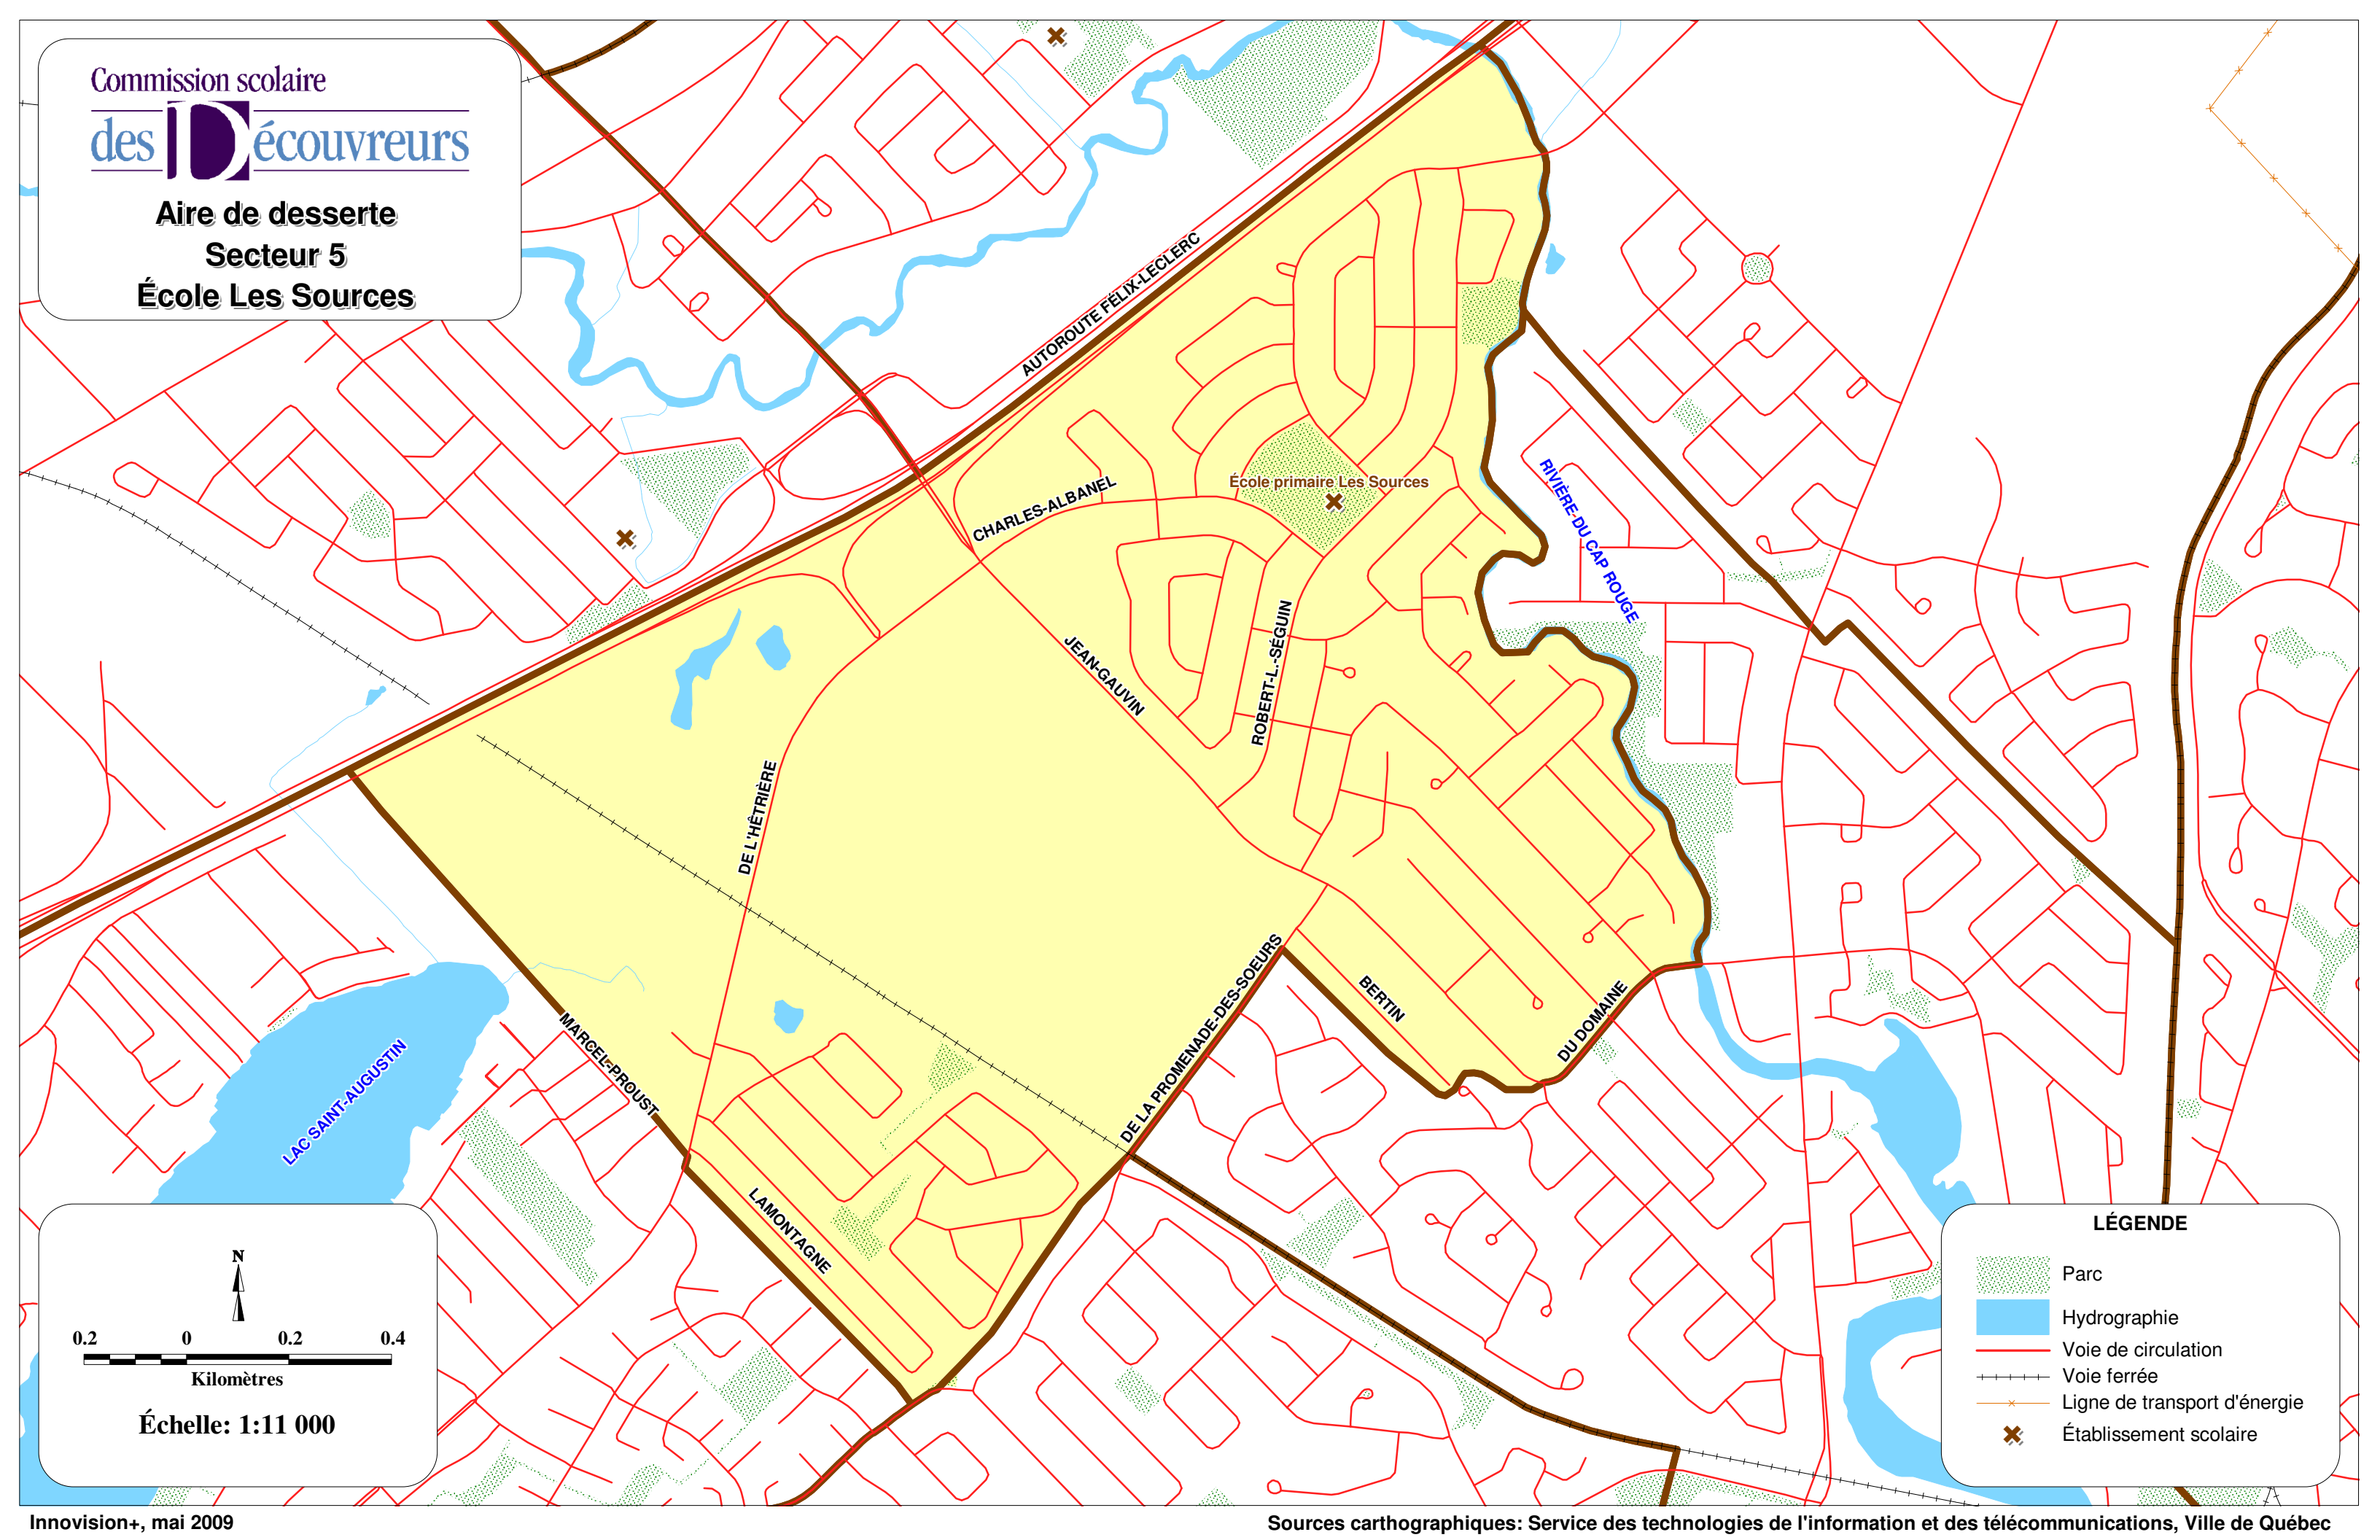 Commission scolaire
des Découvreurs
Aire de desserte
Secteur 5
École Les Sources
AUTOROUTE FÉLIX-LECLERC
CHARLES-ALBANEL
École primaire Les Sources
RIVIÈRE-DU CAP ROUGE
JEAN-GAUVIN
ROBERT-L.-SÉGUIN
DE L'HÊTRIÈRE
DE LA PROMENADE-DES-SOEURS
BERTIN
DU DOMAINE
MARCEL-PROUST
LAC SAINT-AUGUSTIN
LAMONTAGNE
N
0.2 0 0.2 0.4
Kilomètres
Échelle: 1:11 000
LÉGENDE
Parc
Hydrographie
Voie de circulation
Voie ferrée
Ligne de transport d'énergie
Établissement scolaire
Innovision+, mai 2009
Sources carthographiques: Service des technologies de l'information et des télécommunications, Ville de Québec